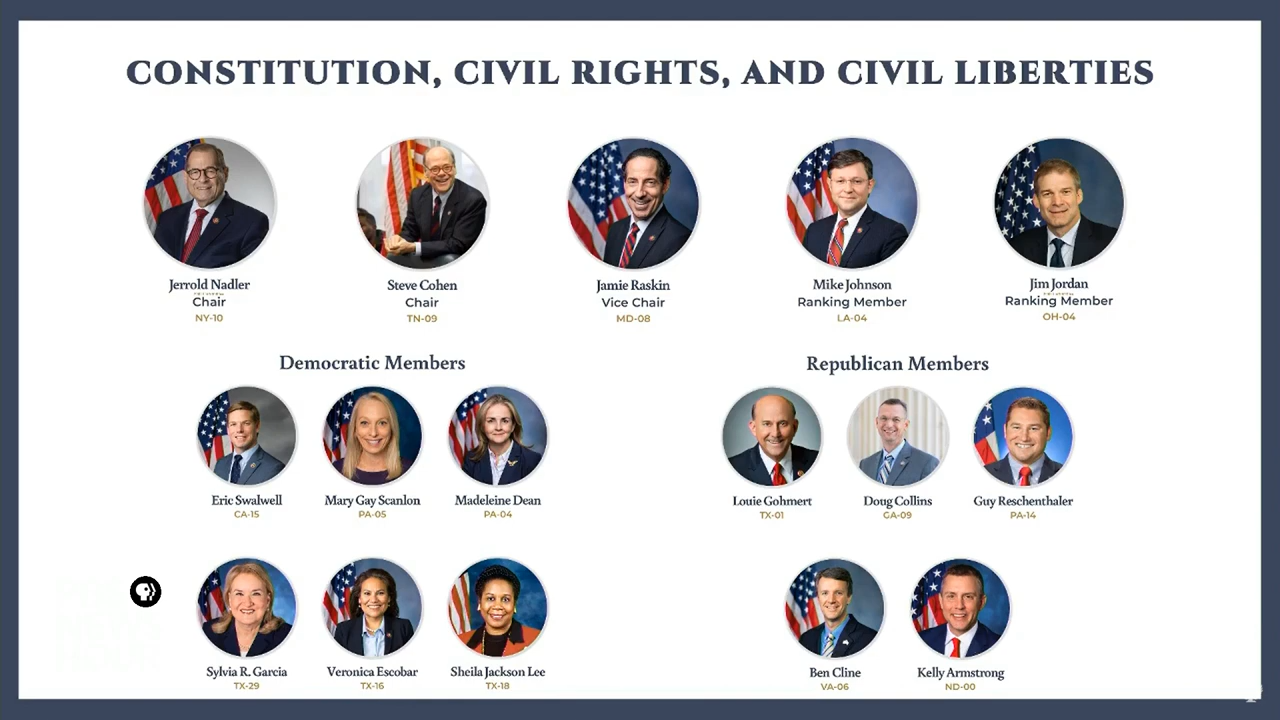 CONSTITUTION, CIVIL RIGHTS, AND CIVIL LIBERTIES
Jerrold Nadler
Chair
NY-10
Steve Cohen
Chair
TN-09
Jamie Raskin
Vice Chair
MD-08
Mike Johnson
Ranking Member
LA-04
Jim Jordan
Ranking Member
OH-04
Democratic Members
Eric Swalwell
CA-15
Mary Gay Scanlon
PA-05
Madeleine Dean
PA-04
Sylvia R. Garcia
TX-29
Veronica Escobar
TX-16
Sheila Jackson Lee
TX-18
Republican Members
Louie Gohmert
TX-01
Doug Collins
GA-09
Guy Reschenthaler
PA-14
Ben Cline
VA-06
Kelly Armstrong
ND-00